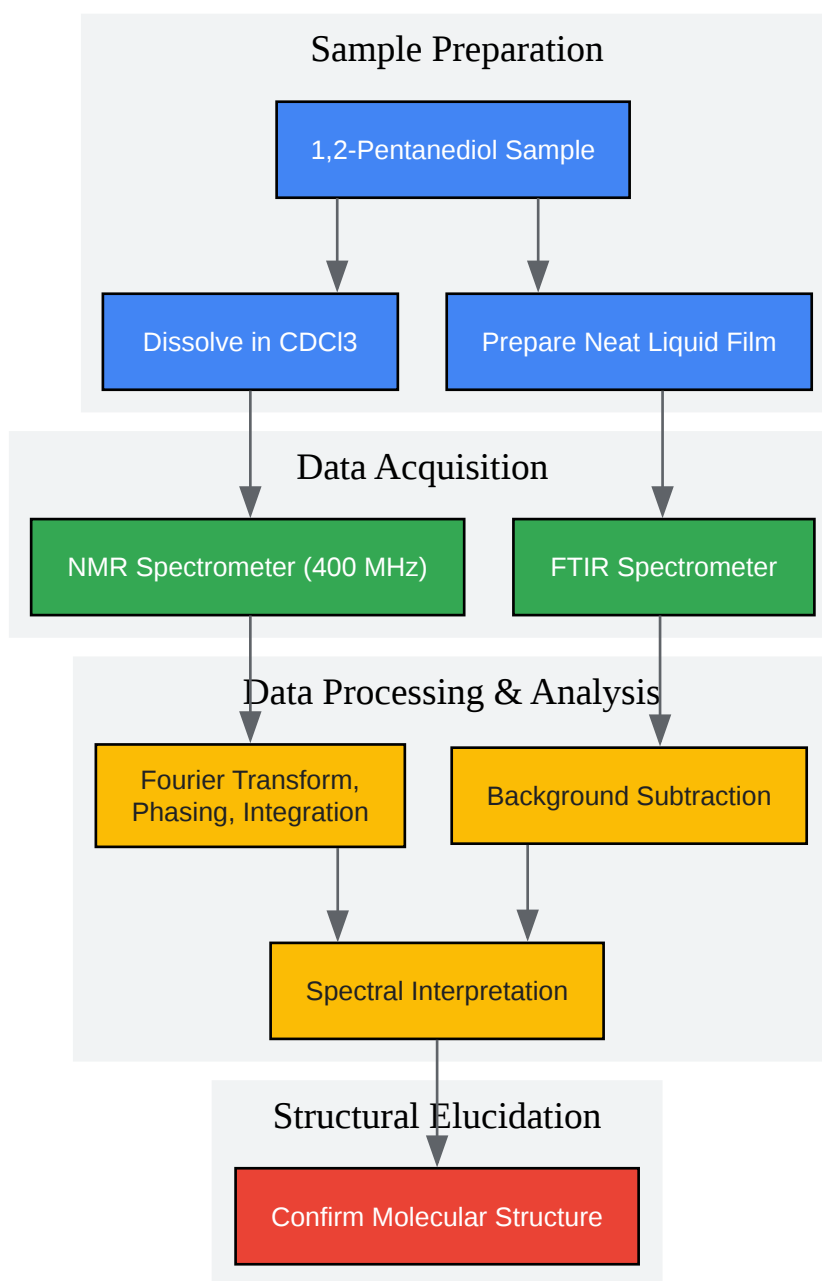 Sample Preparation
1,2-Pentanediol Sample
Dissolve in CDCl3
Prepare Neat Liquid Film
Data Acquisition
NMR Spectrometer (400 MHz)
FTIR Spectrometer
Data Processing & Analysis
Fourier Transform,
Phasing, Integration
Background Subtraction
Spectral Interpretation
Structural Elucidation
Confirm Molecular Structure